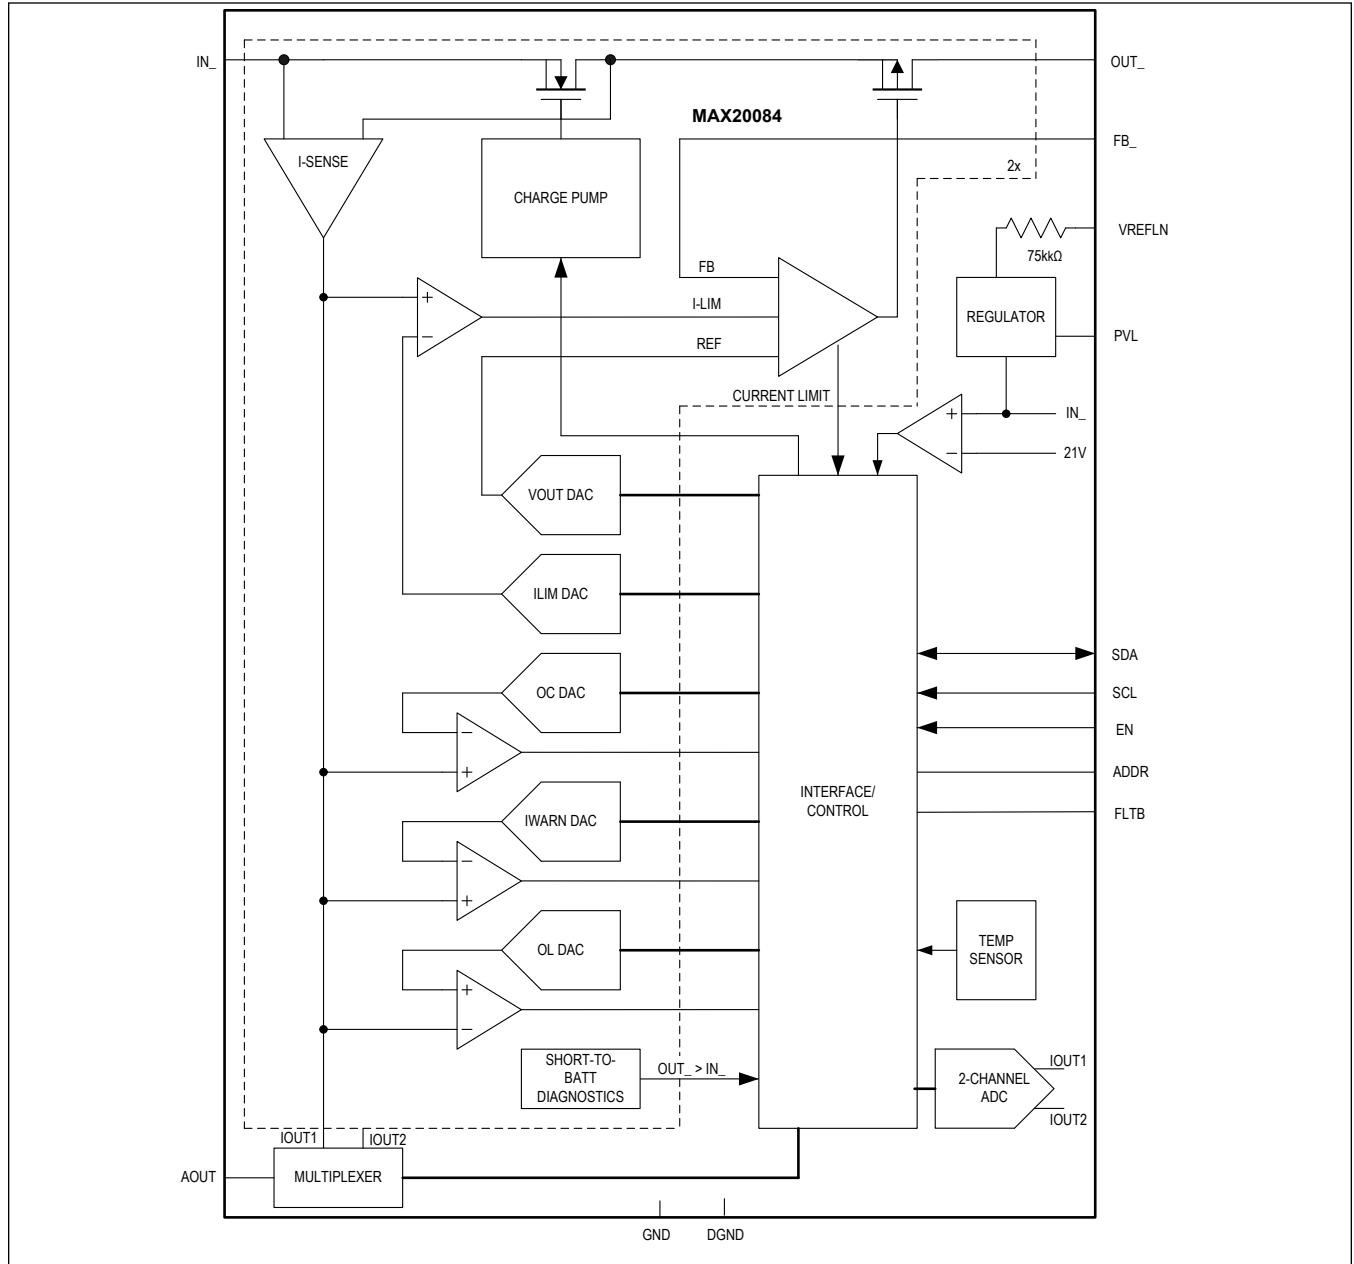 IN_
OUT_
MAX20084
FB_
I-SENSE
2x
CHARGE PUMP
VREFLN
75kkΩ
FB
I-LIM
REGULATOR
+
−
REF
PVL
CURRENT LIMIT
+
IN_
−
21V
VOUT DAC
ILIM DAC
SDA
OC DAC
SCL
EN
−
+
ADDR
INTERFACE/
CONTROL
IWARN DAC
FLTB
−
+
TEMP
SENSOR
OL DAC
+
−
SHORT-TO-
BATT
DIAGNOSTICS
OUT_ > IN_
2-CHANNEL
ADC
IOUT1
IOUT2
IOUT1
IOUT2
AOUT
MULTIPLEXER
GND
DGND